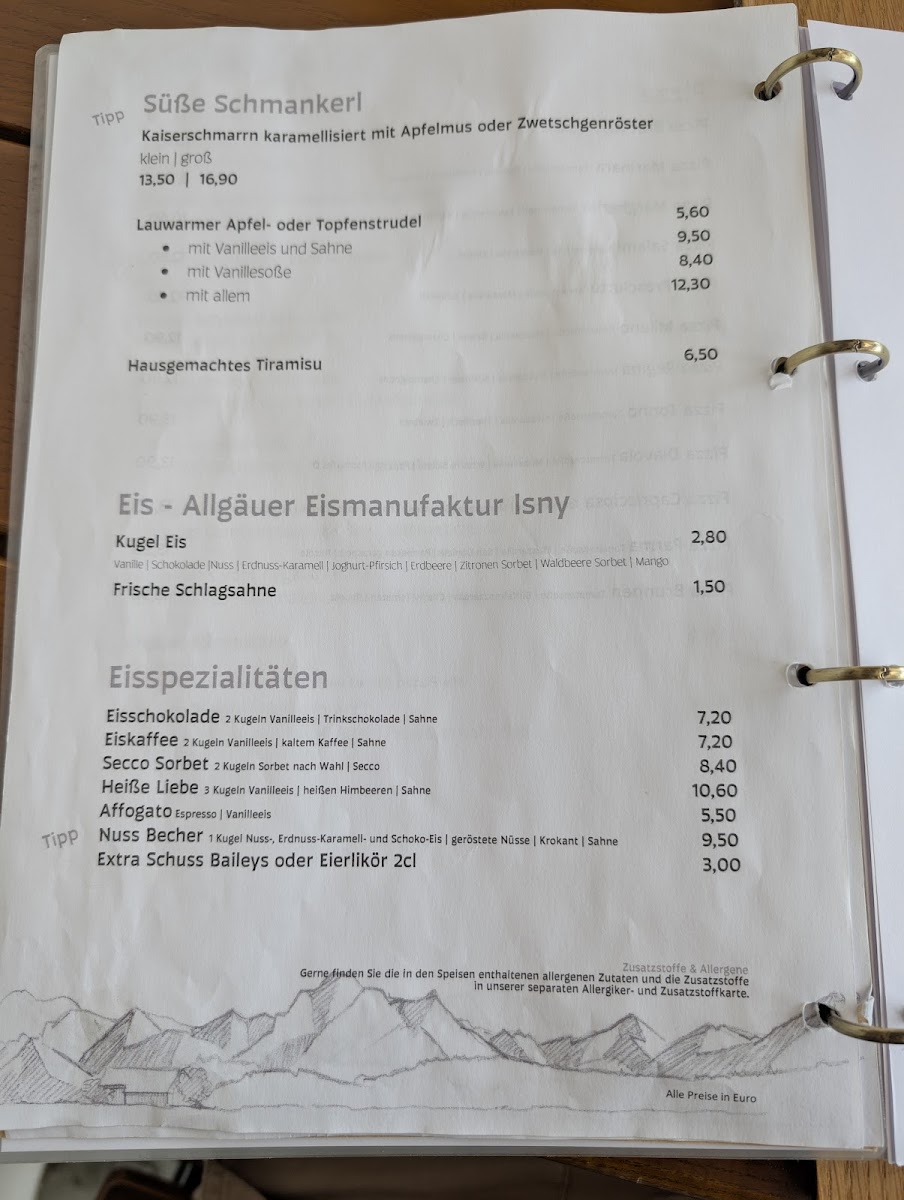 Tipp
Süße Schmankerl
Kaiserschmarrn karamellisiert mit Apfelmus oder Zwetschgenröster
klein | groß
13,50 | 16,90
Lauwarmer Apfel- oder Topfenstrudel 5,60
• mit Vanilleeis und Sahne 9,50
• mit Vanillesoße 8,40
• mit allem 12,30
Hausgemachtes Tiramisu 6,50
Eis - Allgäuer Eismanufaktur Isny
Kugel Eis 2,80
Vanille | Schokolade |Nuss | Erdnuss-Karamell | Joghurt-Pfirsich | Erdbeere | Zitronen Sorbet | Waldbeere Sorbet | Mango
Frische Schlagsahne 1,50
Eisspezialitäten
Eisschokolade 2 Kugeln Vanilleeis | Trinkschokolade | Sahne 7,20
Eiskaffee 2 Kugeln Vanilleeis | kaltem Kaffee | Sahne 7,20
Secco Sorbet 2 Kugeln Sorbet nach Wahl | Secco 8,40
Heiße Liebe 3 Kugeln Vanilleeis | heißen Himbeeren | Sahne 10,60
Affogato Espresso | Vanilleeis 5,50
Tipp Nuss Becher 1 Kugel Nuss-, Erdnuss-Karamell- und Schoko-Eis | geröstete Nüsse | Krokant | Sahne 9,50
Extra Schuss Baileys oder Eierlikör 2cl 3,00
Zusatzstoffe & Allergene
Gerne finden Sie die in den Speisen enthaltenen allergenen Zutaten und die Zusatzstoffe
in unserer separaten Allergiker- und Zusatzstoffkarte.
Alle Preise in Euro